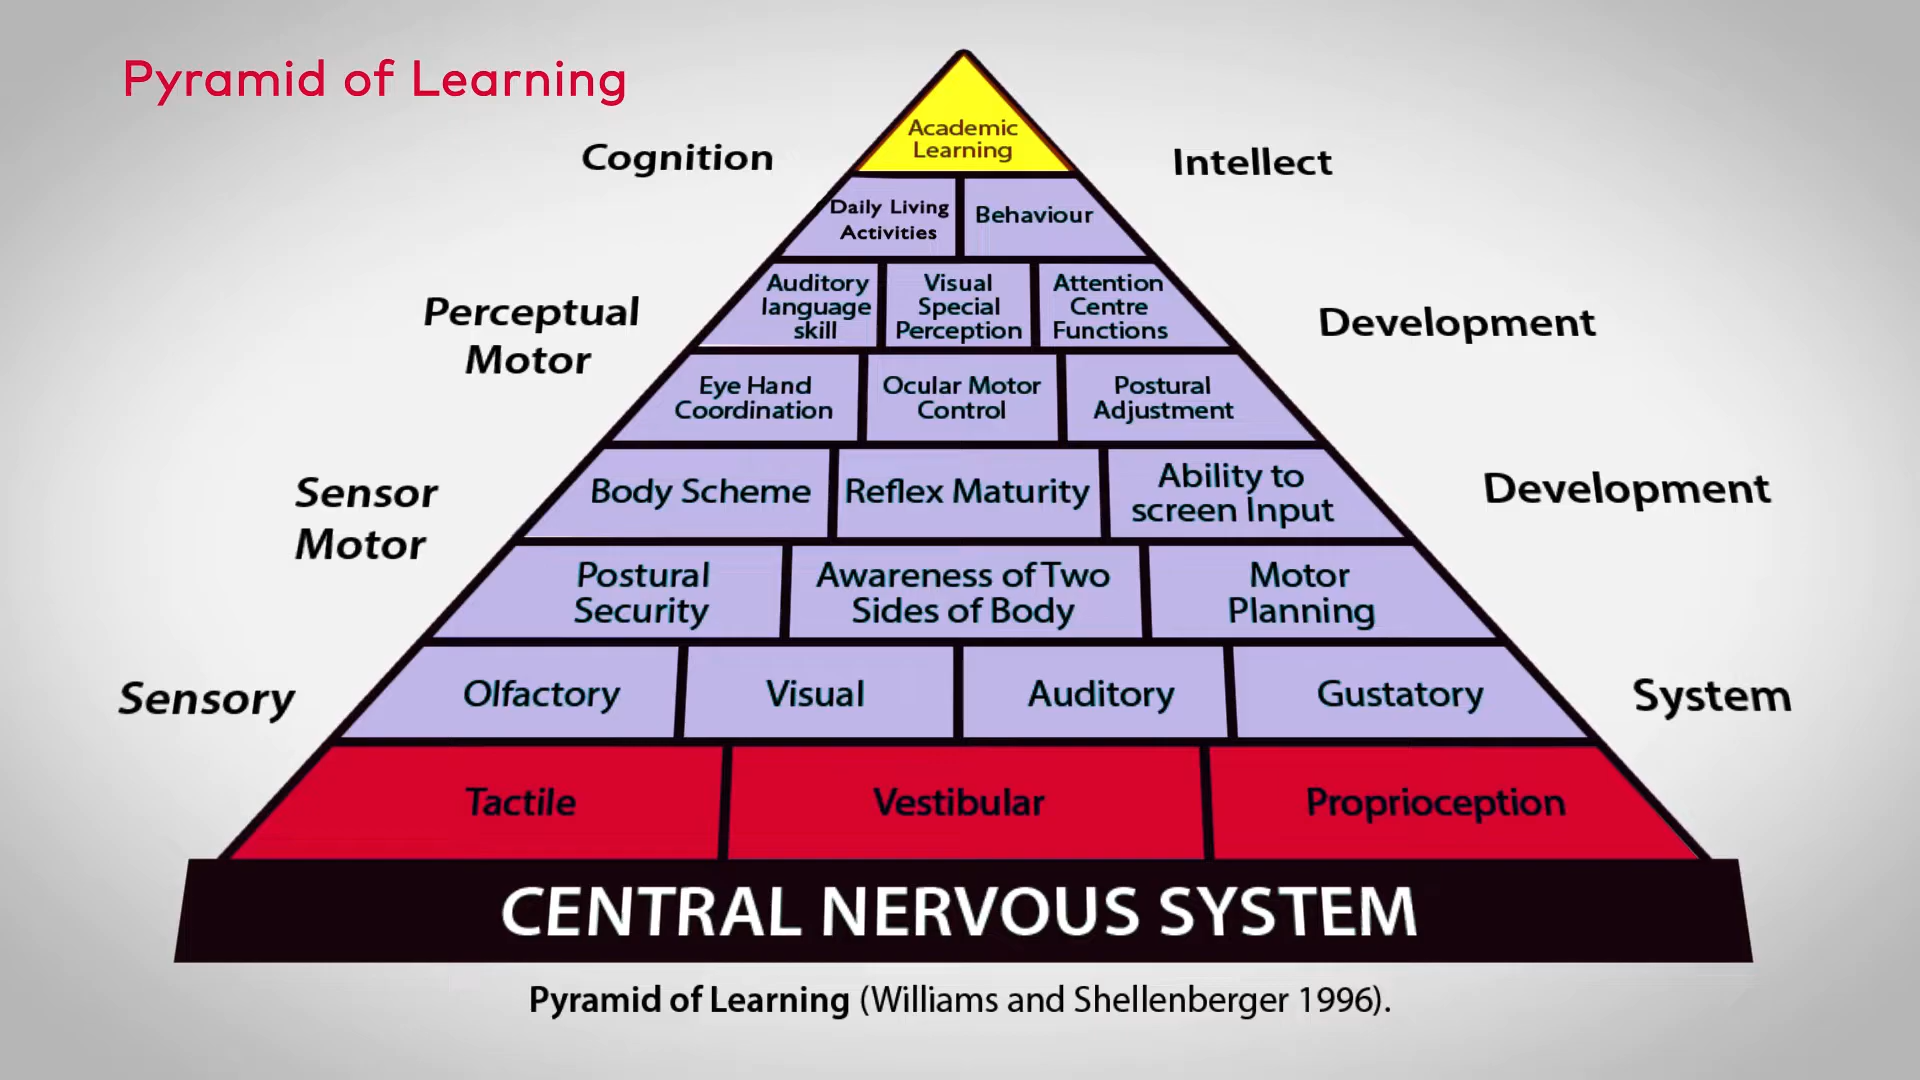 Pyramid of Learning
Academic
Learning
Cognition
Intellect
Daily Living
Activities
Behaviour
Auditory
language
skill
Visual
Special
Perception
Attention
Centre
Functions
Perceptual
Motor
Development
Eye Hand
Coordination
Ocular Motor
Control
Postural
Adjustment
Sensor
Motor
Body Scheme
Reflex Maturity
Ability to
screen Input
Development
Postural
Security
Awareness of Two
Sides of Body
Motor
Planning
Sensory
Olfactory
Visual
Auditory
Gustatory
System
Tactile
Vestibular
Proprioception
CENTRAL NERVOUS SYSTEM
Pyramid of Learning (Williams and Shellenberger 1996).